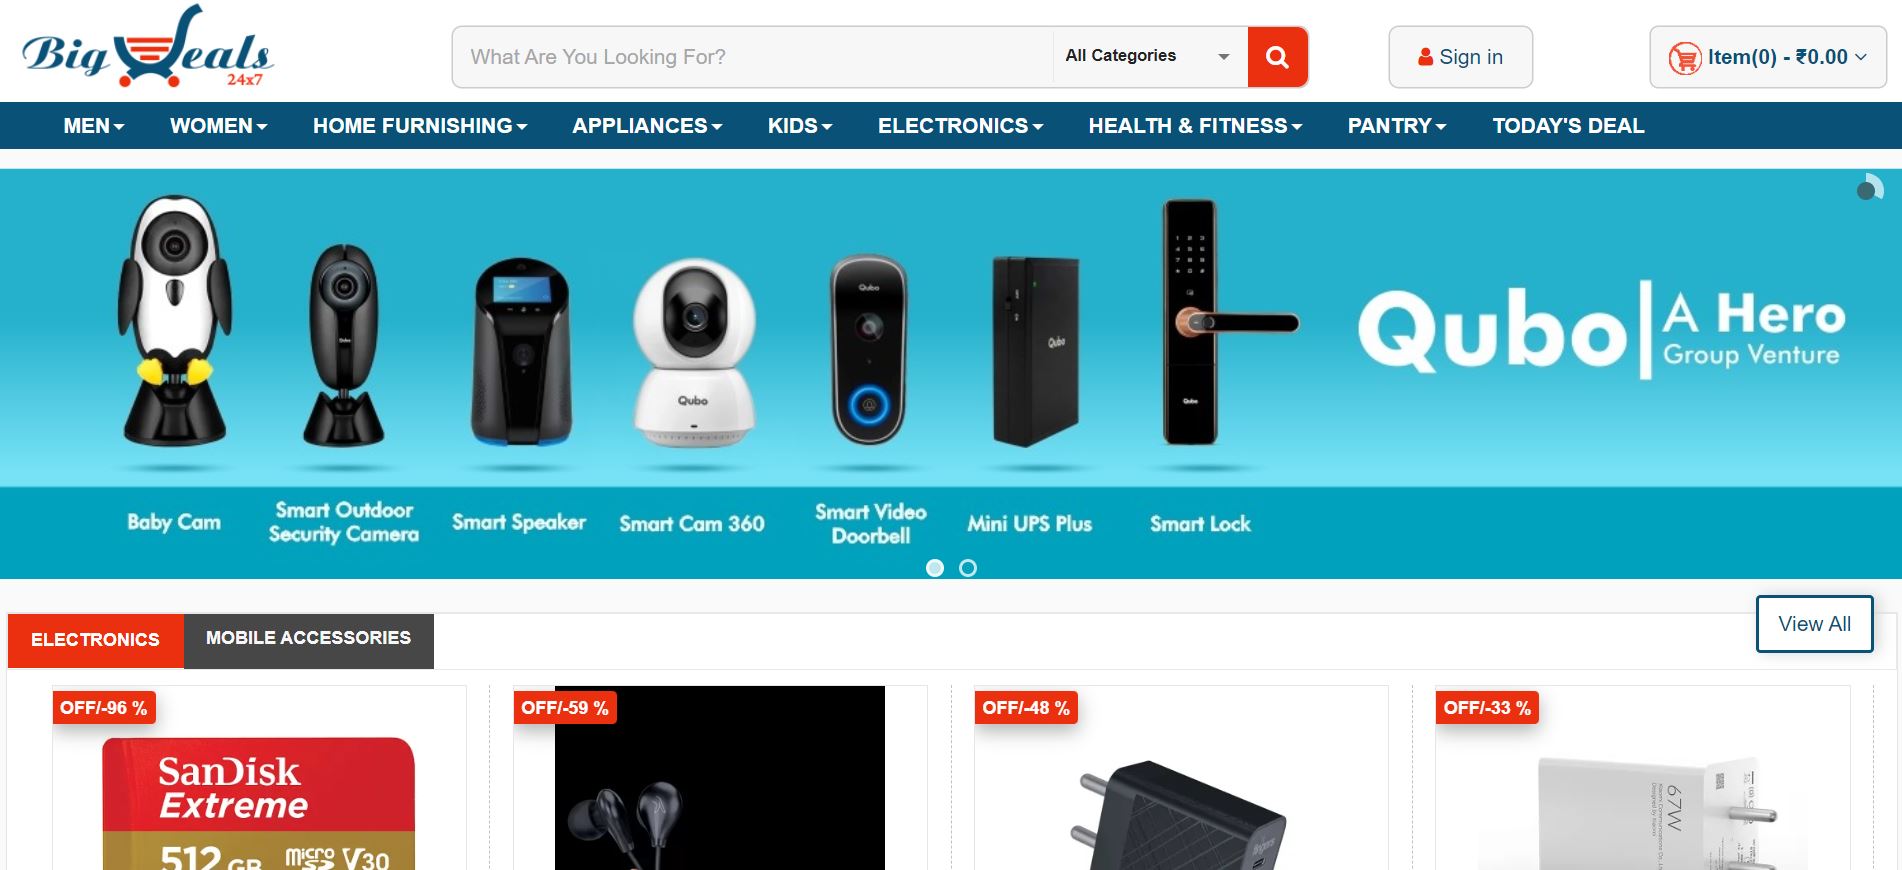 Big Deals
24x7
What Are You Looking For?
All Categories
Sign in
Item(0) - ₹0.00
MEN
WOMEN
HOME FURNISHING
APPLIANCES
KIDS
ELECTRONICS
HEALTH & FITNESS
PANTRY
TODAY'S DEAL
Qubo
Qubo
Qubo
Qubo
Qubo
Qubo
A Hero
Group Venture
Baby Cam
Smart Outdoor
Security Camera
Smart Speaker
Smart Cam 360
Smart Video
Doorbell
Mini UPS Plus
Smart Lock
ELECTRONICS
MOBILE ACCESSORIES
View All
OFF/-96 %
OFF/-59 %
OFF/-48 %
OFF/-33 %
SanDisk
Extreme
512 GB
micro
V30
67W